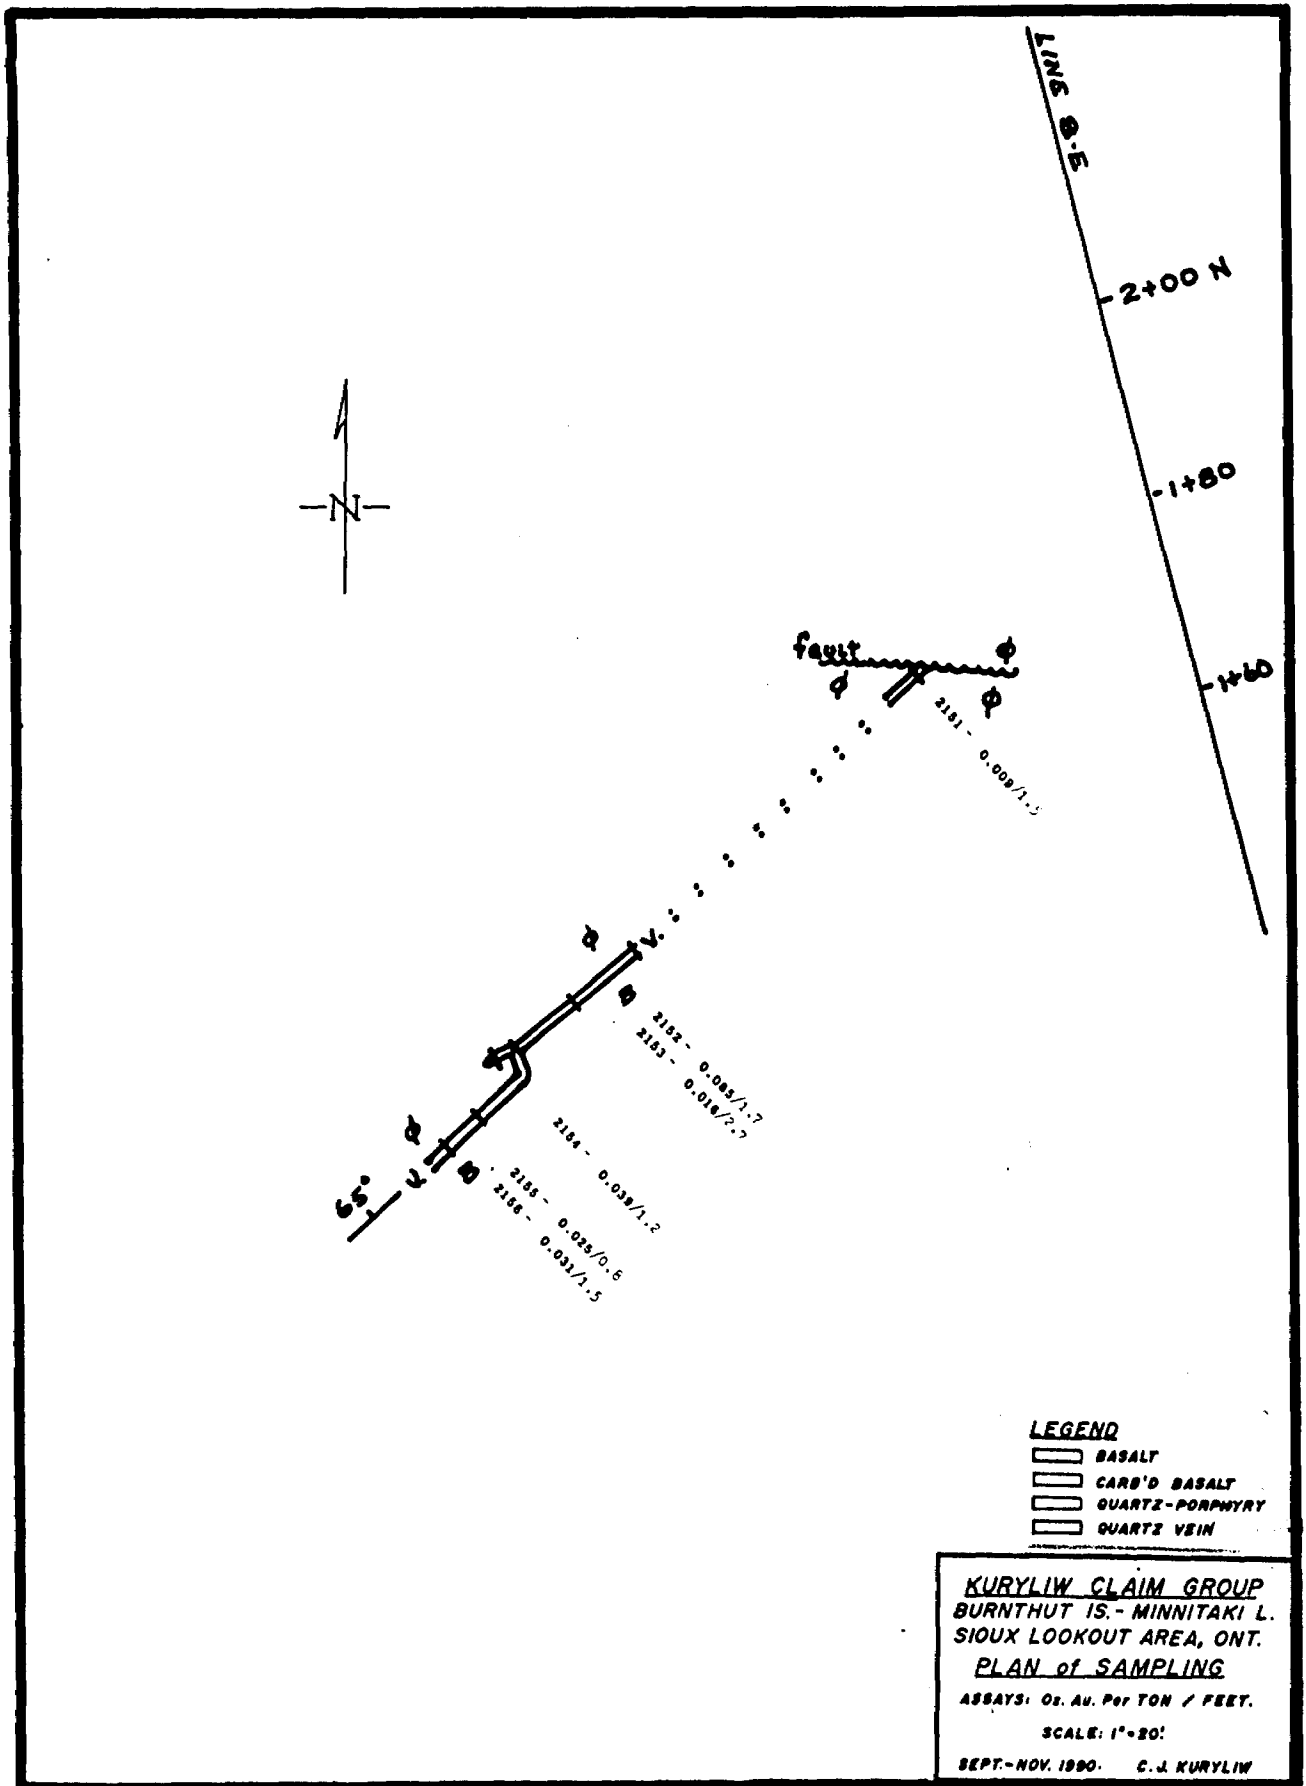 LINE 8-E
2+00 N
1+80
1+60
N
fault
φ
φ
φ
2151 - 0.009/1.5
φ
V.
B
2152 - 0.085/1.7
2153 - 0.016/2.7
φ
V.
B
65°
2154 - 0.039/1.2
2155 - 0.025/0.8
2156 - 0.031/1.5
LEGEND
BASALT
CARB'D BASALT
QUARTZ-PORPHYRY
QUARTZ VEIN
KURYLIW CLAIM GROUP
BURNTHUT IS.- MINNITAKI L.
SIOUX LOOKOUT AREA, ONT.
PLAN of SAMPLING
ASSAYS: Oz. Au. Per TON / FEET.
SCALE: 1"=20'
SEPT.-NOV. 1990. C.J. KURYLIW